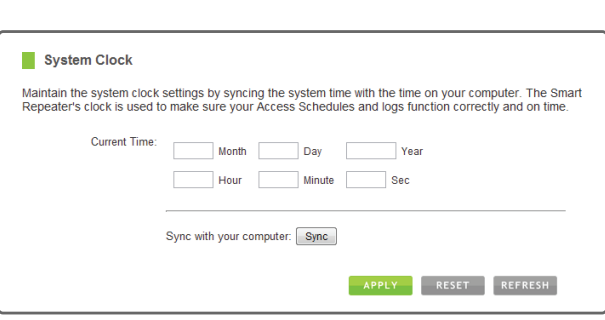 System Clock
Maintain the system clock settings by syncing the system time with the time on your computer. The Smart
Repeater's clock is used to make sure your Access Schedules and logs function correctly and on time.
Current Time: Month Day Year
Hour Minute Sec
Sync with your computer: Sync
APPLY RESET REFRESH